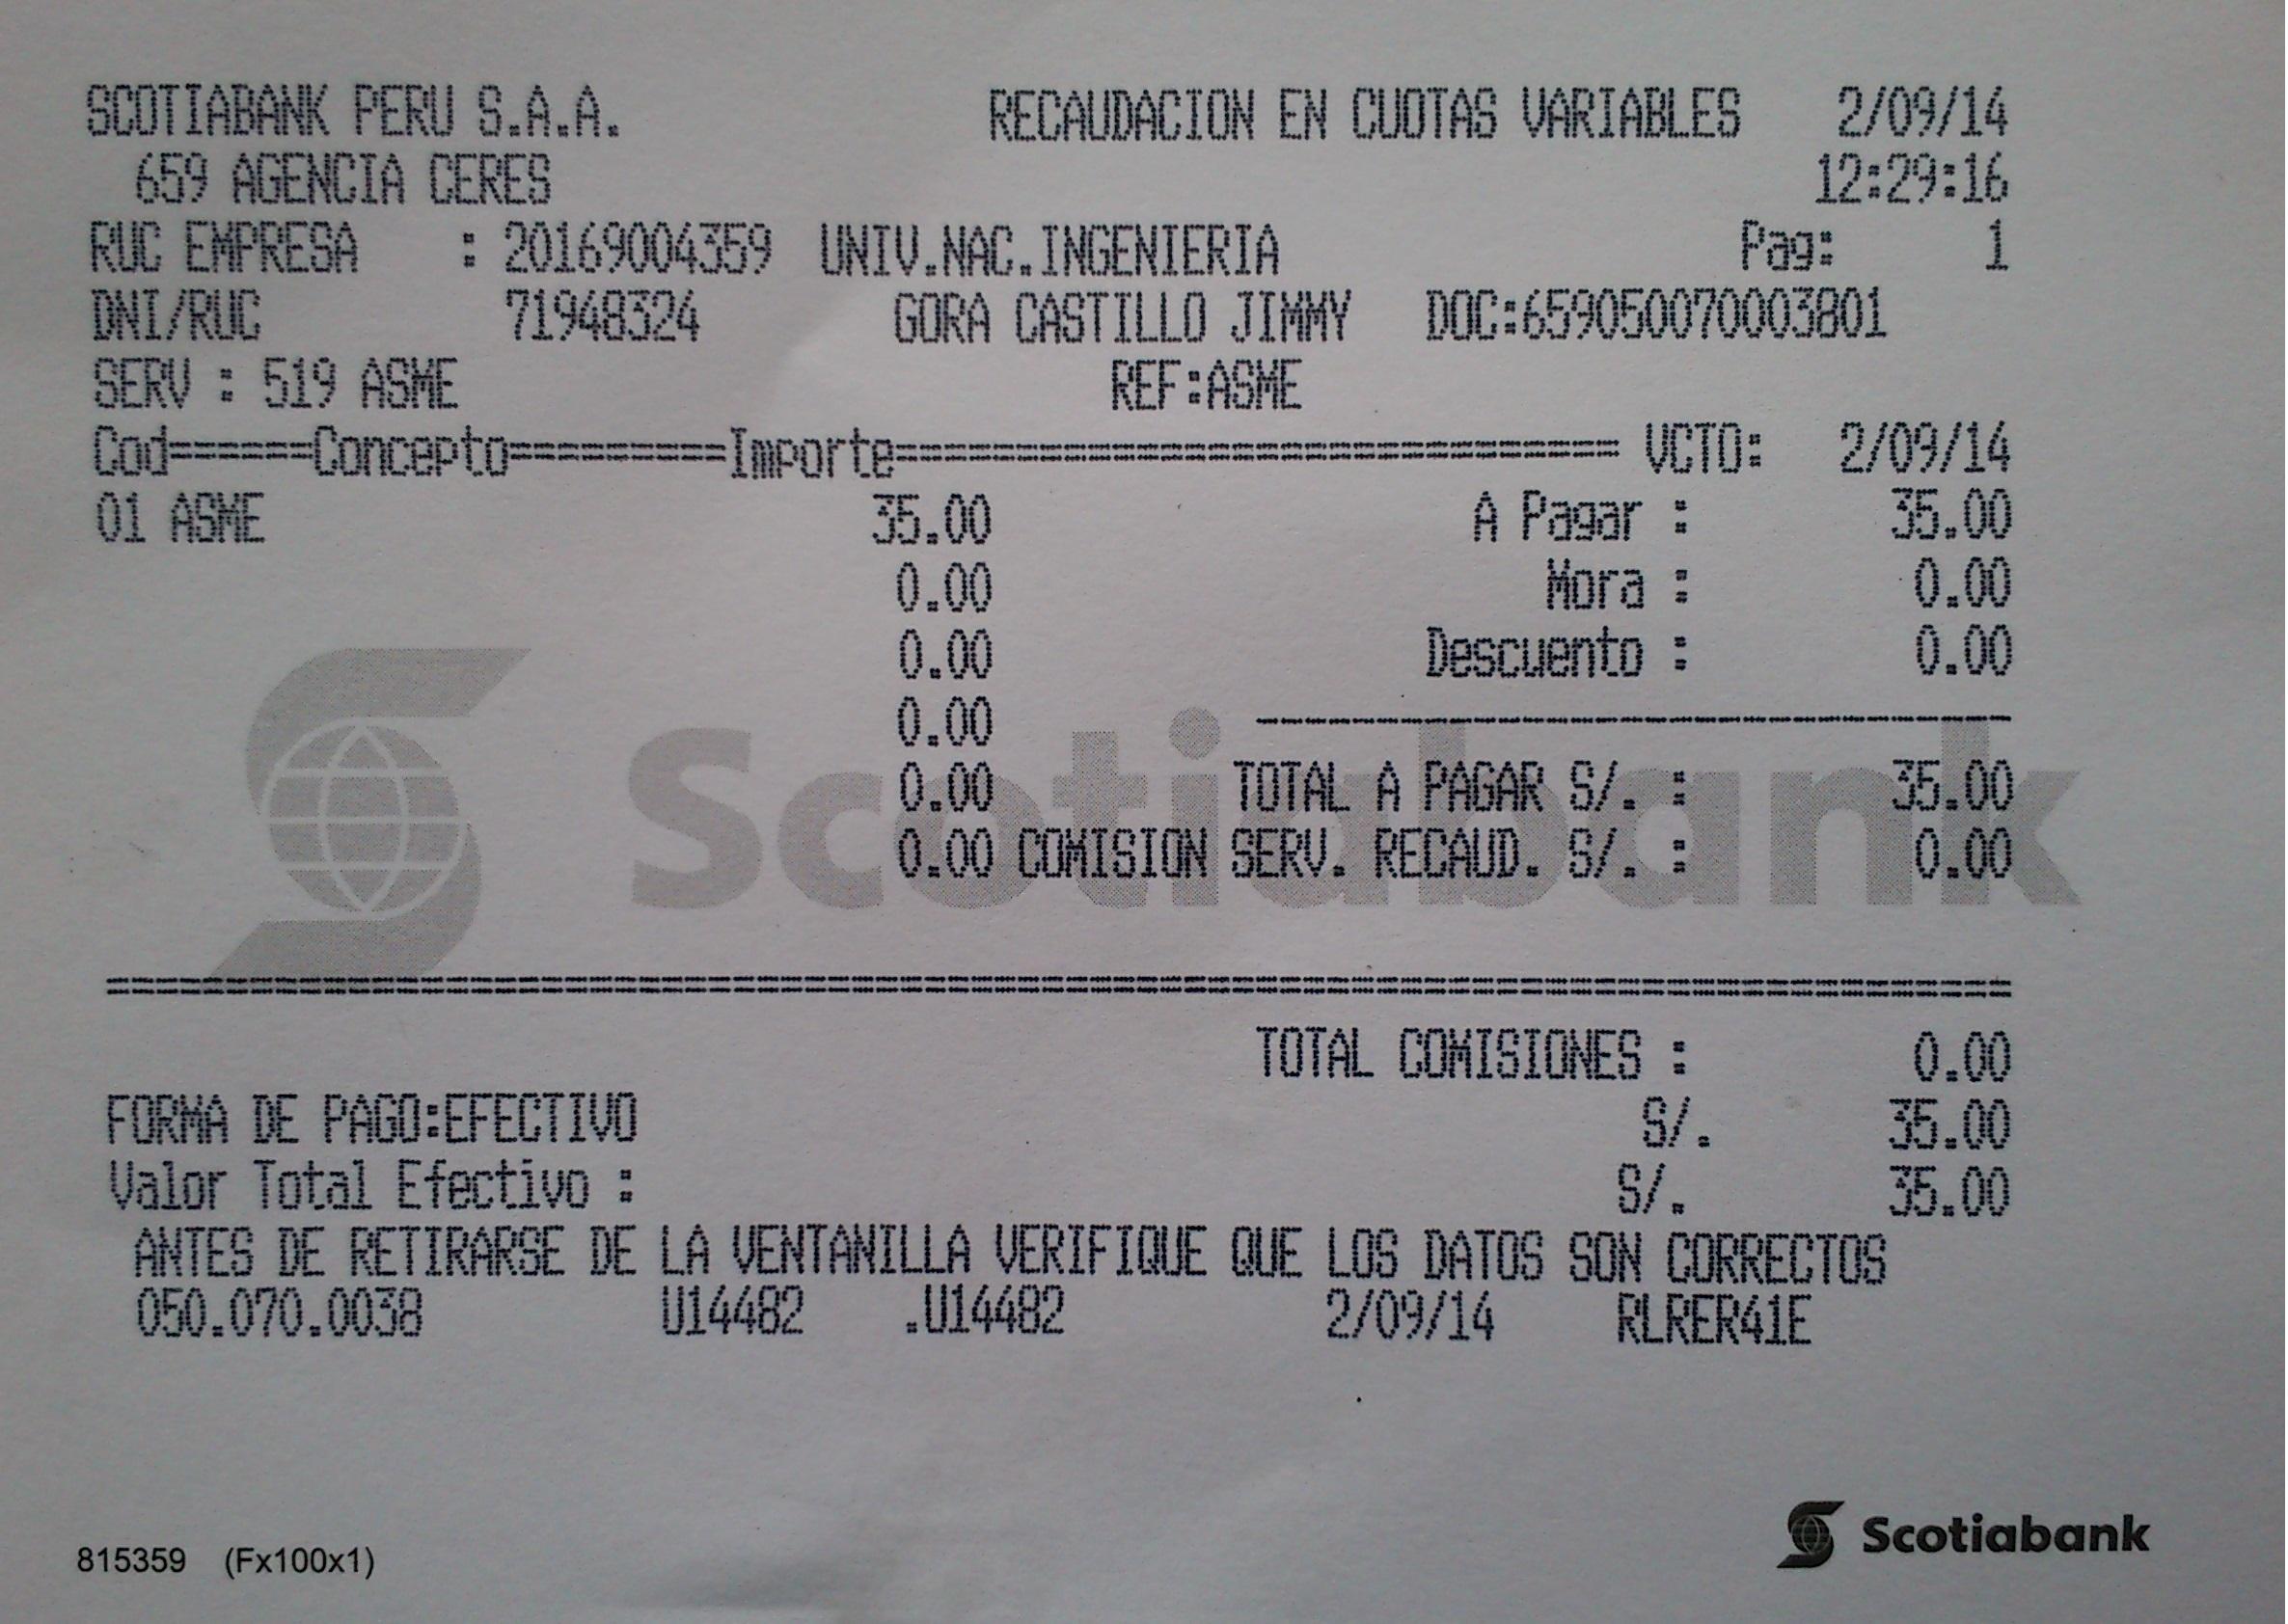 SCOTIABANK PERU S.A.A. RECAUDACION EN CUOTAS VARIABLES 2/09/14
659 AGENCIA CERES 12:29:16
RUC EMPRESA : 20169004359 UNIV.NAC.INGENIERIA Pag: 1
DNI/RUC 71948324 GORA CASTILLO JIMMY DOC:659050070003801
SERV : 519 ASME REF:ASME
Cod======Concepto=========Importe============================== VCTO: 2/09/14
01 ASME 35.00 A Pagar : 35.00
0.00 Mora : 0.00
0.00 Descuento : 0.00
0.00 --------------------------------
Scotiabank
0.00 TOTAL A PAGAR S/. : 35.00
0.00 COMISION SERV. RECAUD. S/. : 0.00
================================================================================
TOTAL COMISIONES : 0.00
FORMA DE PAGO:EFECTIVO S/. 35.00
Valor Total Efectivo : S/. 35.00
ANTES DE RETIRARSE DE LA VENTANILLA VERIFIQUE QUE LOS DATOS SON CORRECTOS
050.070.0038 U14482 .U14482 2/09/14 RLRER41E
815359 (Fx100x1) Scotiabank